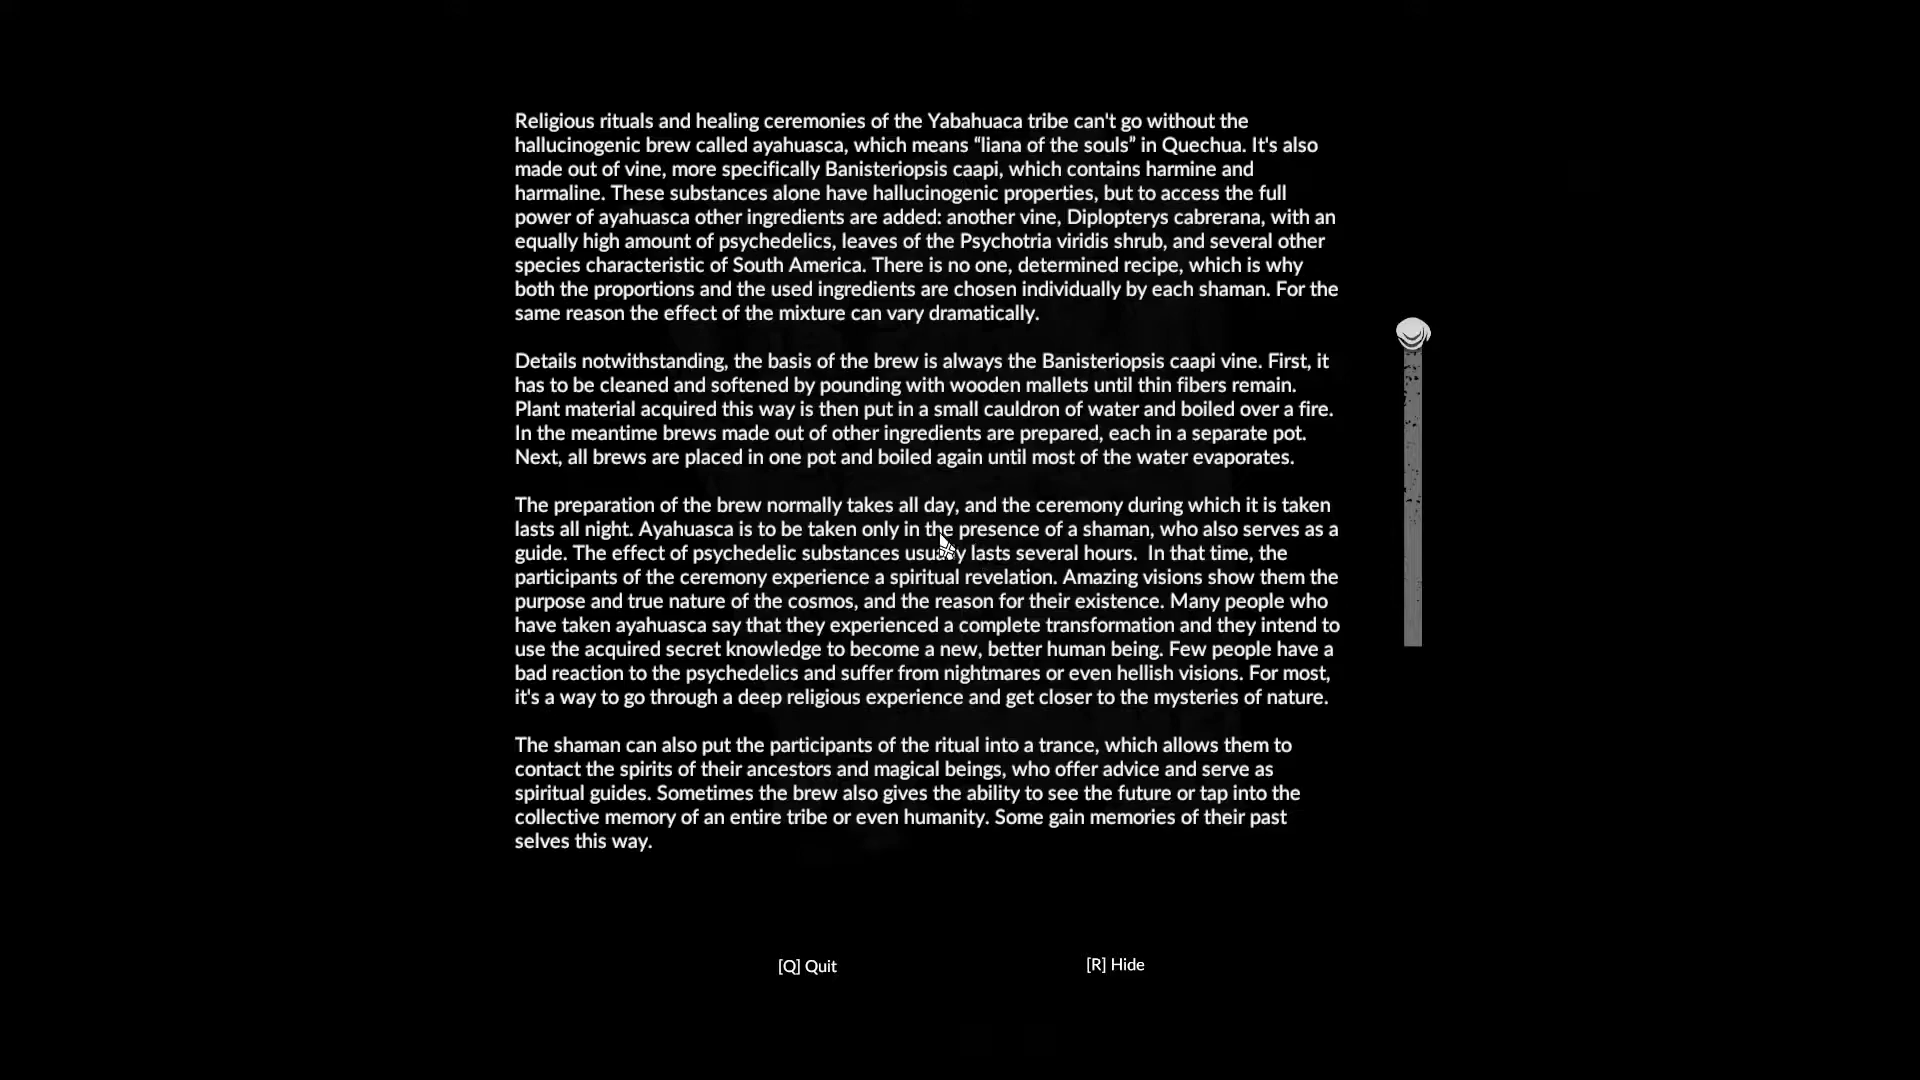 Religious rituals and healing ceremonies of the Yabahuaca tribe can't go without the
hallucinogenic brew called ayahuasca, which means “liana of the souls” in Quechua. It's also
made out of vine, more specifically Banisteriopsis caapi, which contains harmine and
harmaline. These substances alone have hallucinogenic properties, but to access the full
power of ayahuasca other ingredients are added: another vine, Diplopterys cabrerana, with an
equally high amount of psychedelics, leaves of the Psychotria viridis shrub, and several other
species characteristic of South America. There is no one, determined recipe, which is why
both the proportions and the used ingredients are chosen individually by each shaman. For the
same reason the effect of the mixture can vary dramatically.
Details notwithstanding, the basis of the brew is always the Banisteriopsis caapi vine. First, it
has to be cleaned and softened by pounding with wooden mallets until thin fibers remain.
Plant material acquired this way is then put in a small cauldron of water and boiled over a fire.
In the meantime brews made out of other ingredients are prepared, each in a separate pot.
Next, all brews are placed in one pot and boiled again until most of the water evaporates.
The preparation of the brew normally takes all day, and the ceremony during which it is taken
lasts all night. Ayahuasca is to be taken only in the presence of a shaman, who also serves as a
guide. The effect of psychedelic substances usually lasts several hours.  In that time, the
participants of the ceremony experience a spiritual revelation. Amazing visions show them the
purpose and true nature of the cosmos, and the reason for their existence. Many people who
have taken ayahuasca say that they experienced a complete transformation and they intend to
use the acquired secret knowledge to become a new, better human being. Few people have a
bad reaction to the psychedelics and suffer from nightmares or even hellish visions. For most,
it's a way to go through a deep religious experience and get closer to the mysteries of nature.
The shaman can also put the participants of the ritual into a trance, which allows them to
contact the spirits of their ancestors and magical beings, who offer advice and serve as
spiritual guides. Sometimes the brew also gives the ability to see the future or tap into the
collective memory of an entire tribe or even humanity. Some gain memories of their past
selves this way.
[Q] Quit
[R] Hide